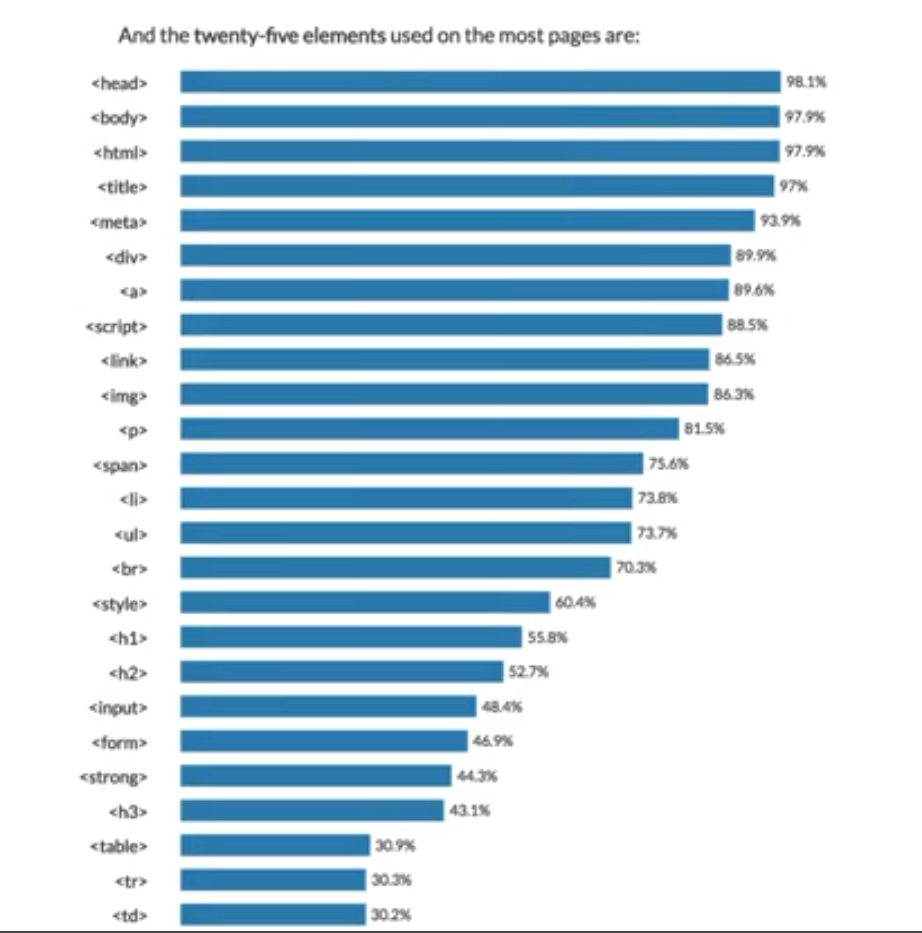 And the twenty-five elements used on the most pages are:
<head> 98.1%
<body> 97.9%
<html> 97.9%
<title> 97%
<meta> 93.9%
<div> 89.9%
<a> 89.6%
<script> 88.5%
<link> 86.5%
<img> 86.3%
<p> 81.5%
<span> 75.6%
<li> 73.8%
<ul> 73.7%
<br> 70.3%
<style> 60.4%
<h1> 55.8%
<h2> 52.7%
<input> 48.4%
<form> 46.9%
<strong> 44.3%
<h3> 43.1%
<table> 30.9%
<tr> 30.3%
<td> 30.2%